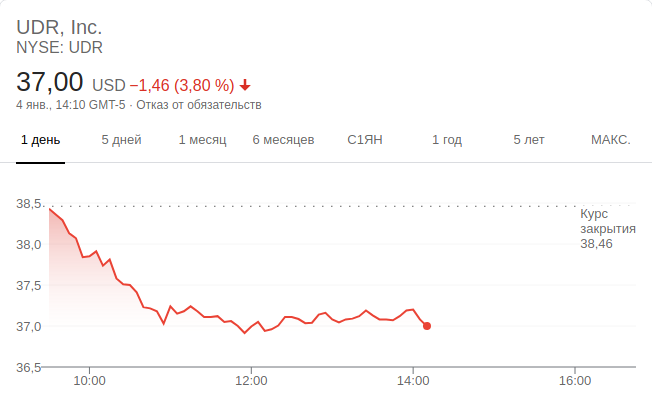 UDR, Inc.
NYSE: UDR
37,00 USD −1,46 (3,80 %)
4 янв., 14:10 GMT-5 · Отказ от обязательств
1 день 5 дней 1 месяц 6 месяцев С1ЯН 1 год 5 лет МАКС.
38,5
Курс
закрытия
38,46
38,0
37,5
37,0
36,5
10:00 12:00 14:00 16:00